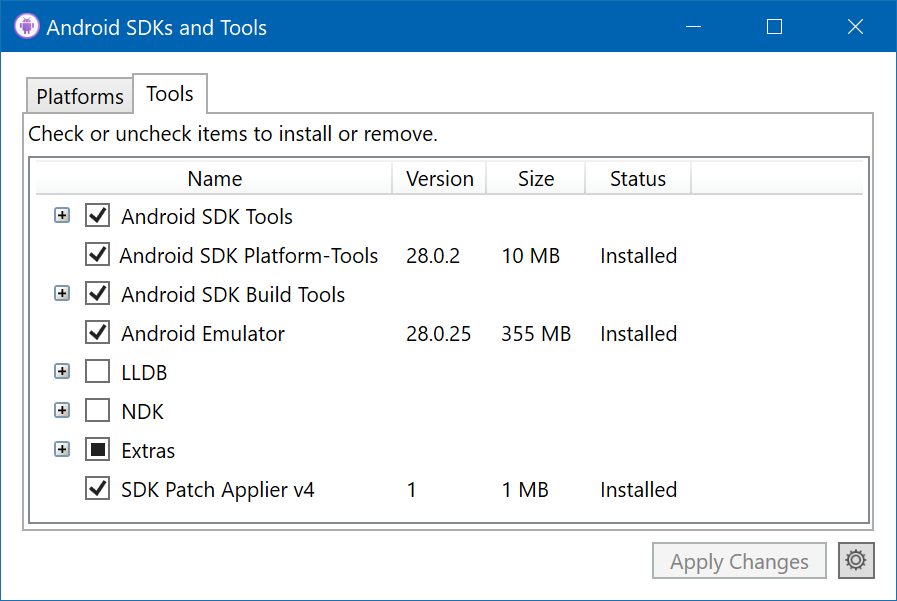 Android SDKs and Tools
Platforms Tools
Check or uncheck items to install or remove.
Name Version Size Status
Android SDK Tools
Android SDK Platform-Tools 28.0.2 10 MB Installed
Android SDK Build Tools
Android Emulator 28.0.25 355 MB Installed
LLDB
NDK
Extras
SDK Patch Applier v4 1 1 MB Installed
Apply Changes